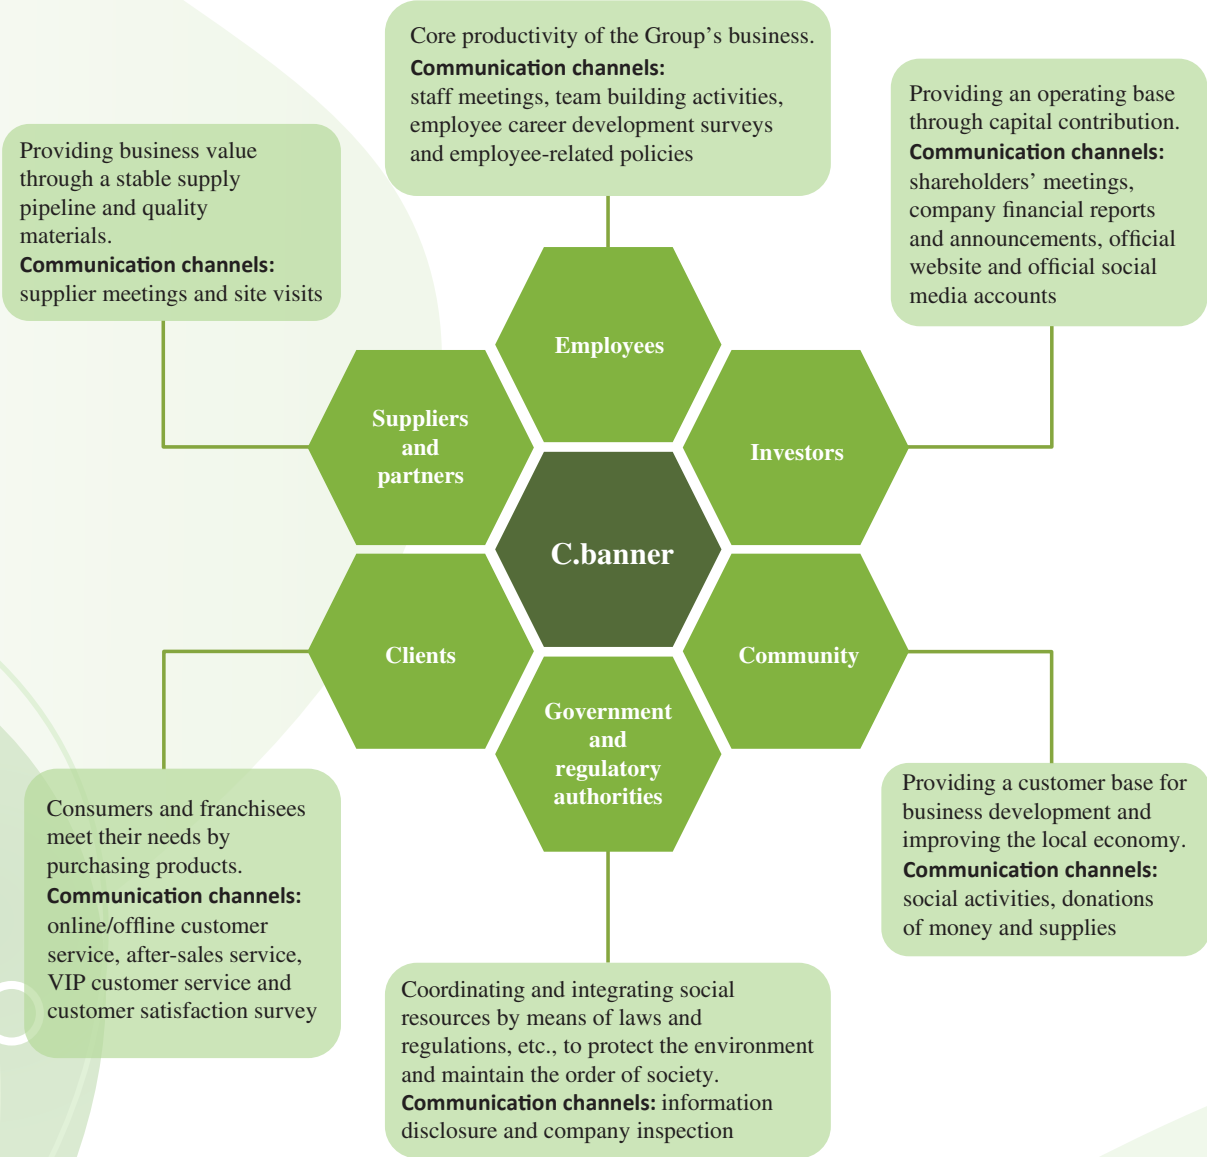 Core productivity of the Group’s business.
Communication channels:
staff meetings, team building activities,
employee career development surveys
and employee-related policies
Providing an operating base
through capital contribution.
Communication channels:
shareholders’ meetings,
company financial reports
and announcements, official
website and official social
media accounts
Providing business value
through a stable supply
pipeline and quality
materials.
Communication channels:
supplier meetings and site visits
Employees
Suppliers
and
partners
Investors
C.banner
Clients
Community
Government
and
regulatory
authorities
Consumers and franchisees
meet their needs by
purchasing products.
Communication channels:
online/offline customer
service, after-sales service,
VIP customer service and
customer satisfaction survey
Providing a customer base for
business development and
improving the local economy.
Communication channels:
social activities, donations
of money and supplies
Coordinating and integrating social
resources by means of laws and
regulations, etc., to protect the environment
and maintain the order of society.
Communication channels: information
disclosure and company inspection